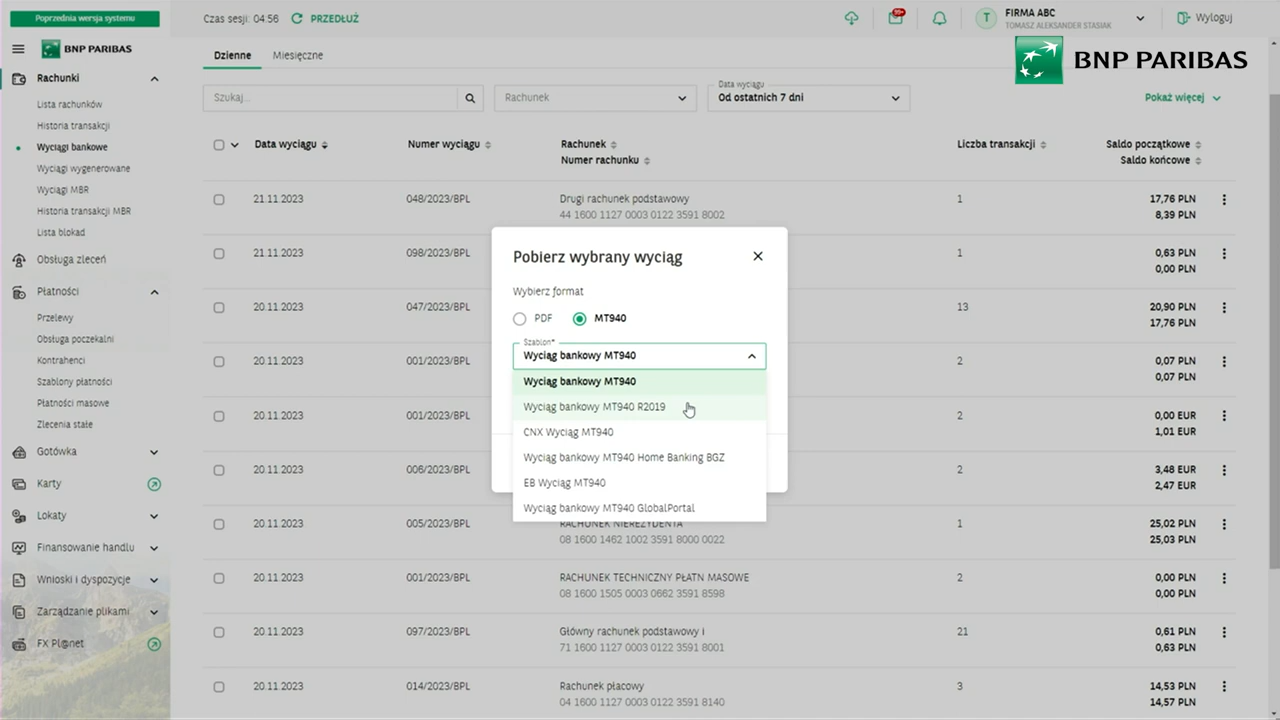 Poprzednia wersja systemu
Czas sesji: 04:56 PRZEDŁUŻ
99+
T
FIRMA ABC
TOMASZ ALEKSANDER STASIAK
Wyloguj
BNP PARIBAS
BNP PARIBAS
Rachunki
Lista rachunków
Historia transakcji
Wyciągi bankowe
Wyciągi wygenerowane
Wyciągi MBR
Historia transakcji MBR
Lista blokad
Obsługa zleceń
Płatności
Przelewy
Obsługa poczekalni
Kontrahenci
Szablony płatności
Płatności masowe
Zlecenia stałe
Gotówka
Karty
Lokaty
Finansowanie handlu
Wnioski i dyspozycje
Zarządzanie plikami
FX Pl@net
Dzienne Miesięczne
Szukaj...
Rachunek
Data wyciągu
Od ostatnich 7 dni
Pokaż więcej
Data wyciągu Numer wyciągu Rachunek Liczba transakcji Saldo początkowe
Numer rachunku Saldo końcowe
21.11.2023 048/2023/BPL Drugi rachunek podstawowy 1 17,76 PLN
44 1600 1127 0003 0122 3591 8002 8,39 PLN
21.11.2023 098/2023/BPL 1 0,63 PLN
0,00 PLN
20.11.2023 047/2023/BPL 13 20,90 PLN
17,76 PLN
20.11.2023 001/2023/BPL 2 0,07 PLN
0,07 PLN
20.11.2023 001/2023/BPL 2 0,00 EUR
1,01 EUR
20.11.2023 006/2023/BPL 2 3,48 EUR
2,47 EUR
20.11.2023 005/2023/BPL RACHUNEK NIEREZYDENTA 1 25,02 PLN
08 1600 1462 1002 3591 8000 0022 25,03 PLN
20.11.2023 001/2023/BPL RACHUNEK TECHNICZNY PŁATN MASOWE 2 0,00 PLN
08 1600 1505 0003 0662 3591 8598 0,00 PLN
20.11.2023 097/2023/BPL Główny rachunek podstawowy i 21 0,61 PLN
71 1600 1127 0003 0122 3591 8001 0,63 PLN
20.11.2023 014/2023/BPL Rachunek płacowy 3 14,53 PLN
04 1600 1127 0003 0122 3591 8140 14,57 PLN
Pobierz wybrany wyciąg
Wybierz format
PDF MT940
Szablon*
Wyciąg bankowy MT940
Wyciąg bankowy MT940
Wyciąg bankowy MT940 R2019
CNX Wyciąg MT940
Wyciąg bankowy MT940 Home Banking BGZ
EB Wyciąg MT940
Wyciąg bankowy MT940 GlobalPortal